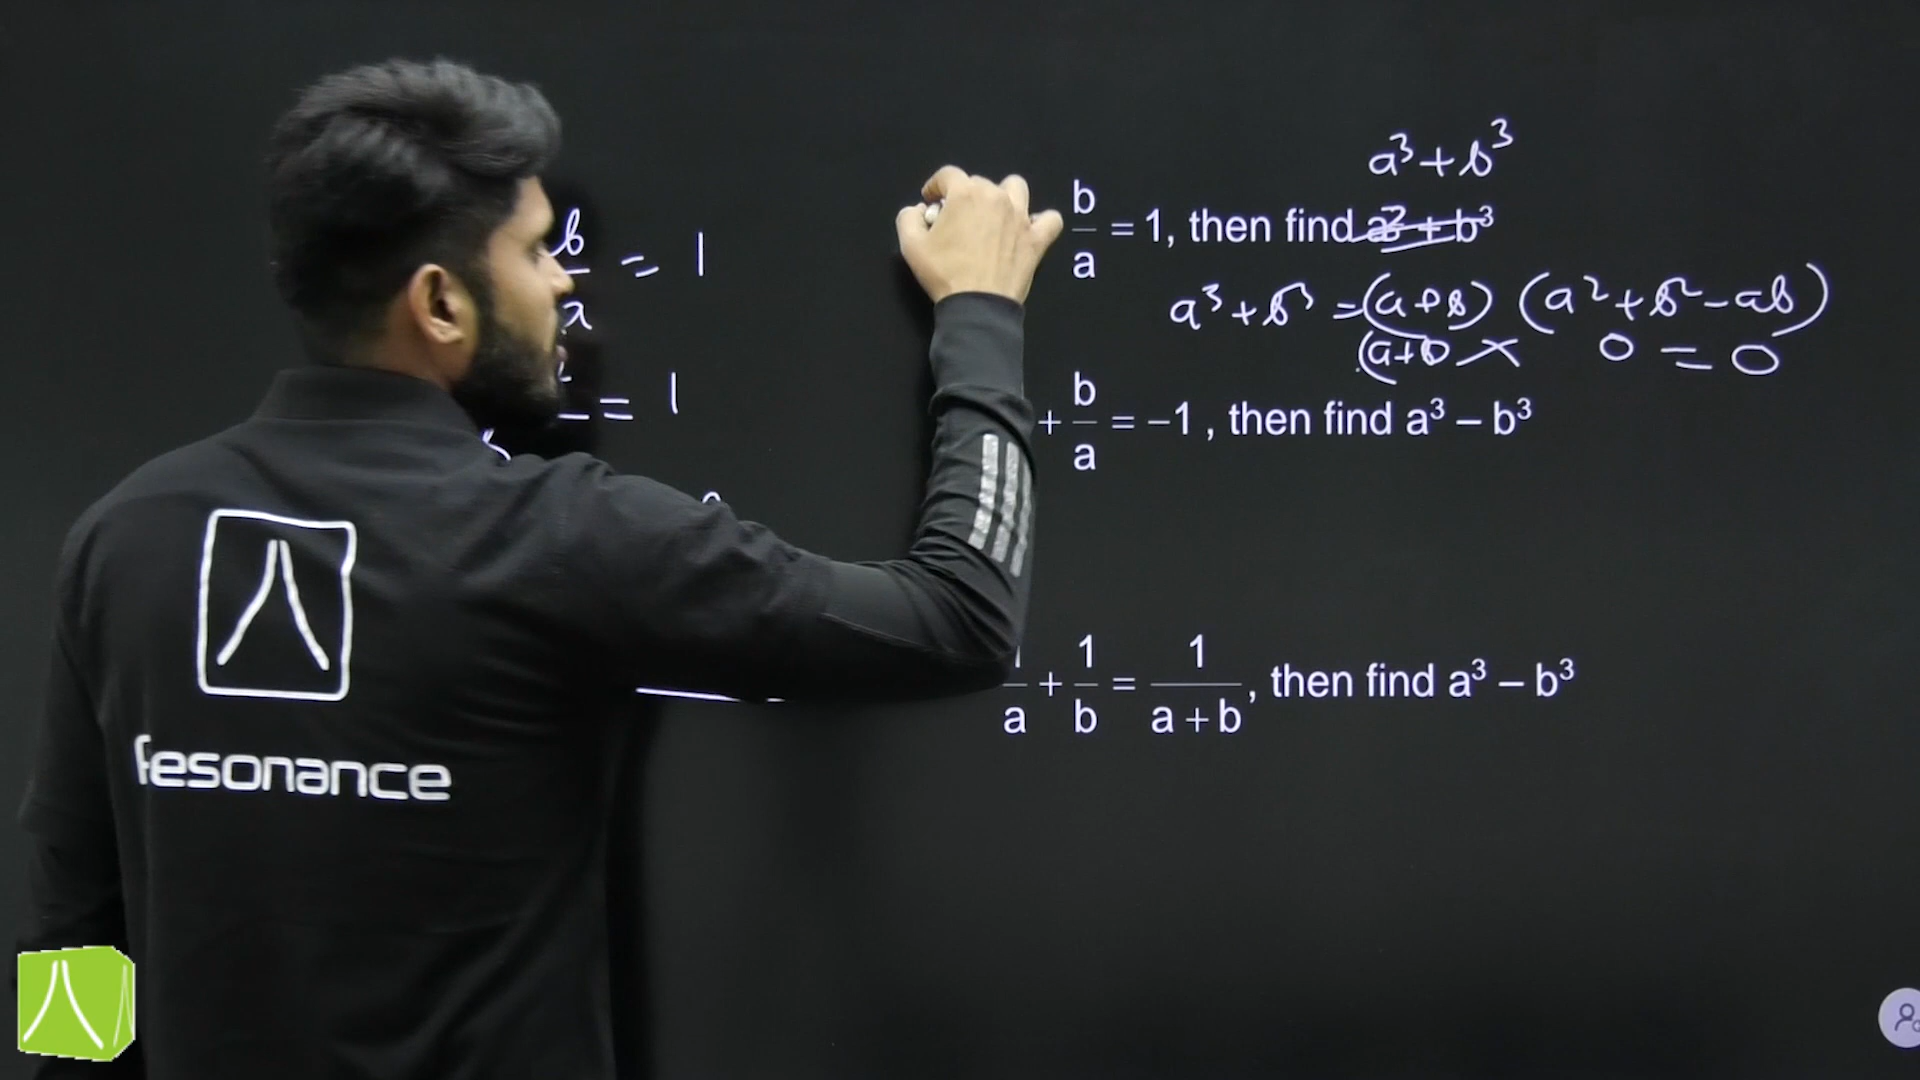 a³ + b³
b/a = 1, then find a³ + b³
b/a = 1
a³ + b³ = (a + b) (a² + b² - ab)
(a+b) × 0 = 0
= 1
+ b/a = –1 , then find a³ – b³
1/a + 1/b = 1/(a + b), then find a³ – b³
Resonance